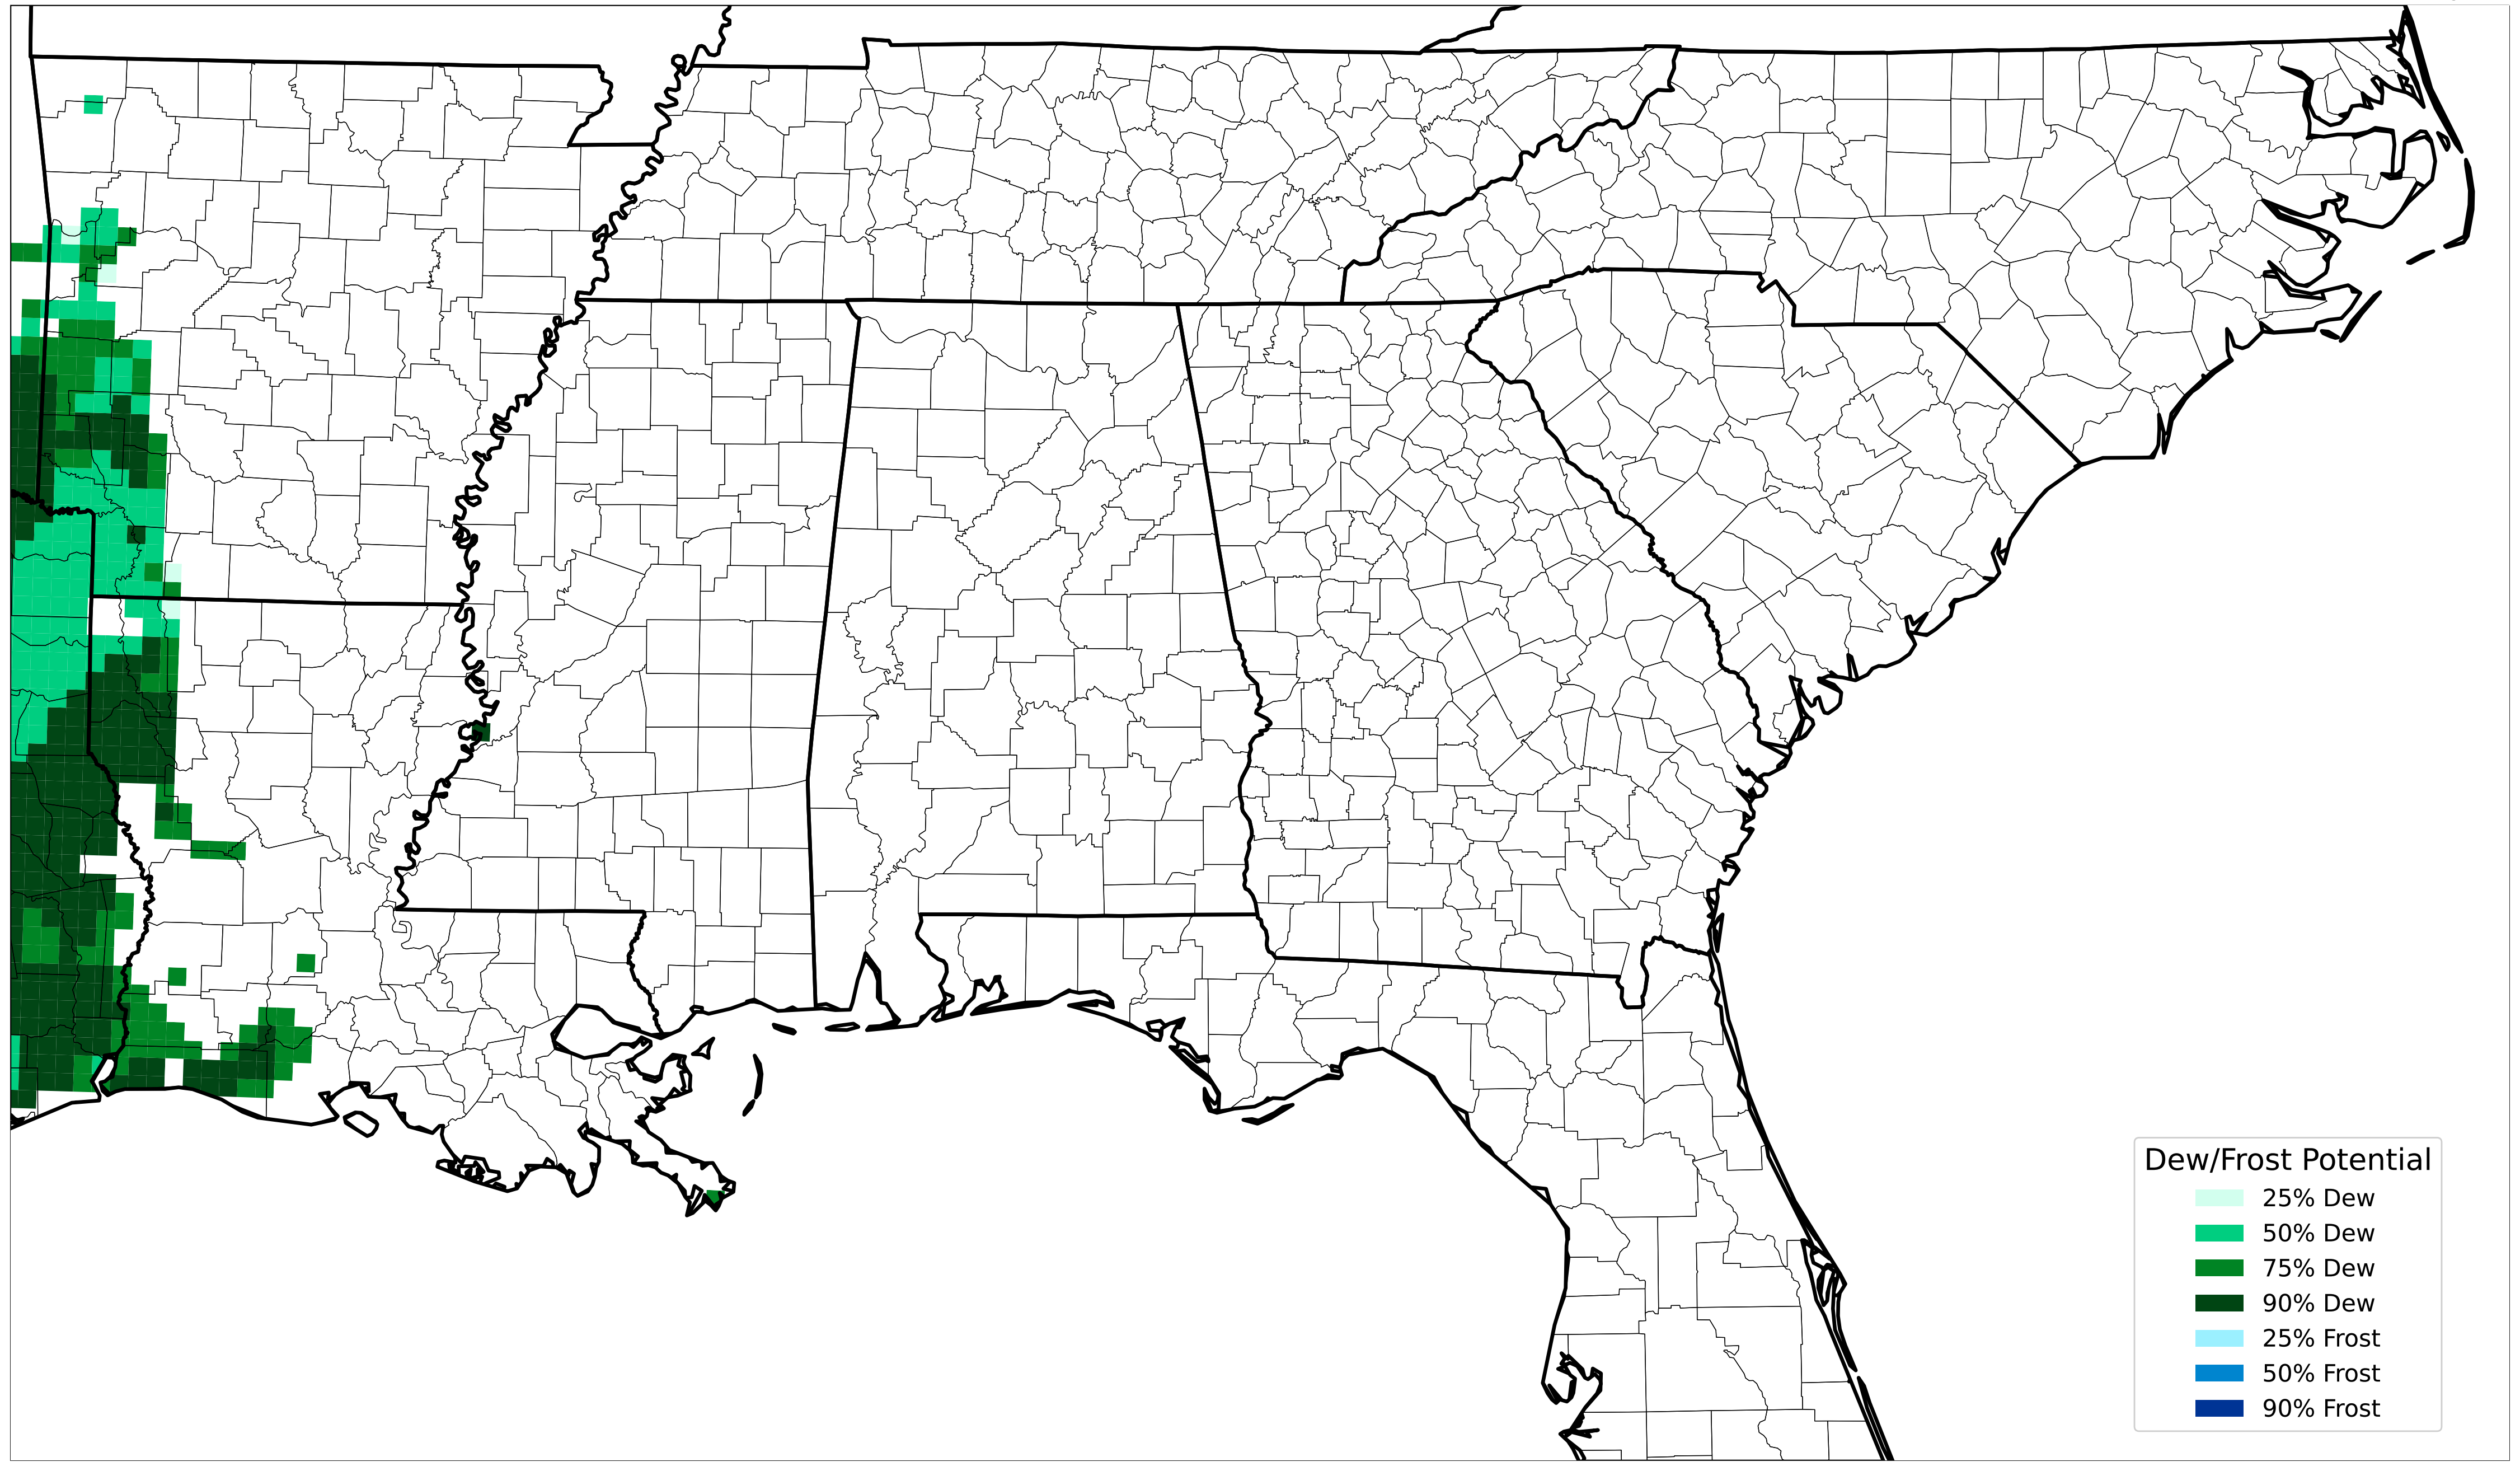 Dew/Frost Potential
25% Dew
50% Dew
75% Dew
90% Dew
25% Frost
50% Frost
90% Frost